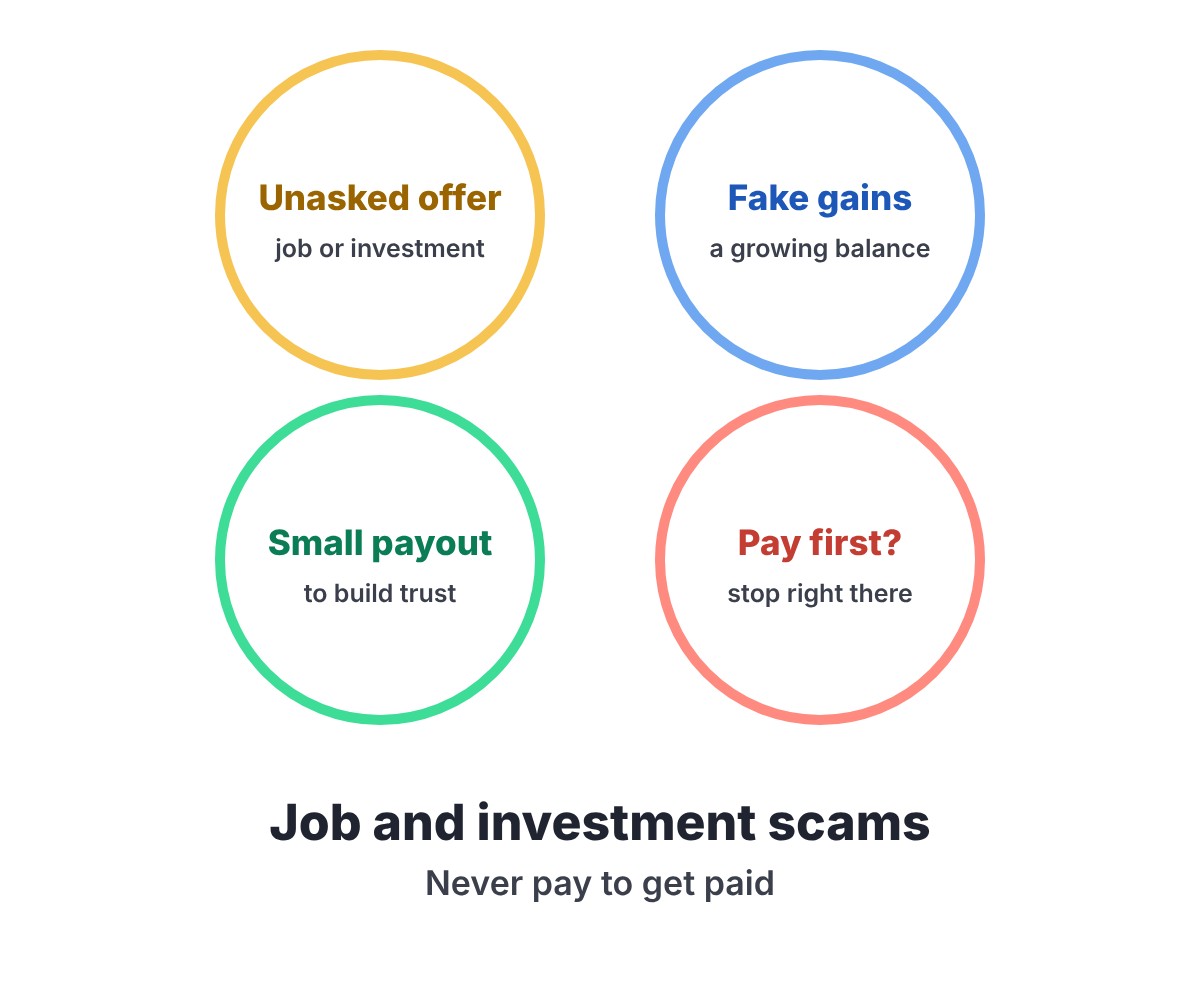 Unasked offer
job or investment
Fake gains
a growing balance
Small payout
to build trust
Pay first?
stop right there
Job and investment scams
Never pay to get paid